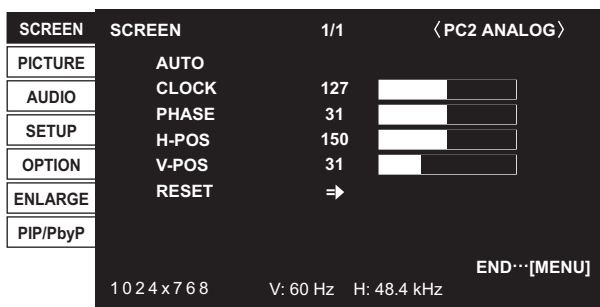 SCREEN
PICTURE
AUDIO
SETUP
OPTION
ENLARGE
PIP/PbyP
SCREEN 1/1 〈PC2 ANALOG〉
AUTO
CLOCK 127
PHASE 31
H-POS 150
V-POS 31
RESET
END···[MENU]
1024x768 V: 60 Hz H: 48.4 kHz